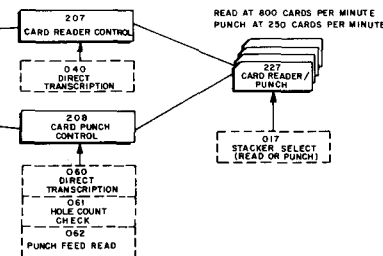 207
CARD READER CONTROL
040
DIRECT
TRANSCRIPTION
208
CARD PUNCH
CONTROL
060
DIRECT
TRANSCRIPTION
061
HOLE COUNT
CHECK
062
PUNCH FEED READ
READ AT 800 CARDS PER MINUTE
PUNCH AT 250 CARDS PER MINUTE
227
CARD READER/
PUNCH
017
STACKER SELECT
(READ OR PUNCH)